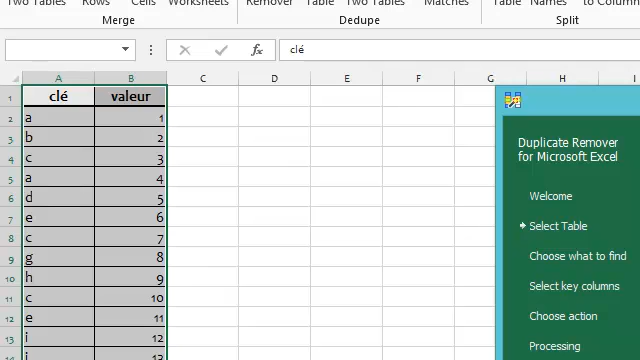 Two Tables Rows Cells Worksheets Remover Table Two Tables Matches Table Names to Columns
Merge Dedupe Split
fx clé
A B C D E F G H I
1 clé valeur
2 a 1
3 b 2
4 c 3
5 a 4
6 d 5
7 e 6
8 c 7
9 g 8
10 h 9
11 c 10
12 e 11
13 i 12
Duplicate Remover
for Microsoft Excel
Welcome
Select Table
Choose what to find
Select key columns
Choose action
Processing